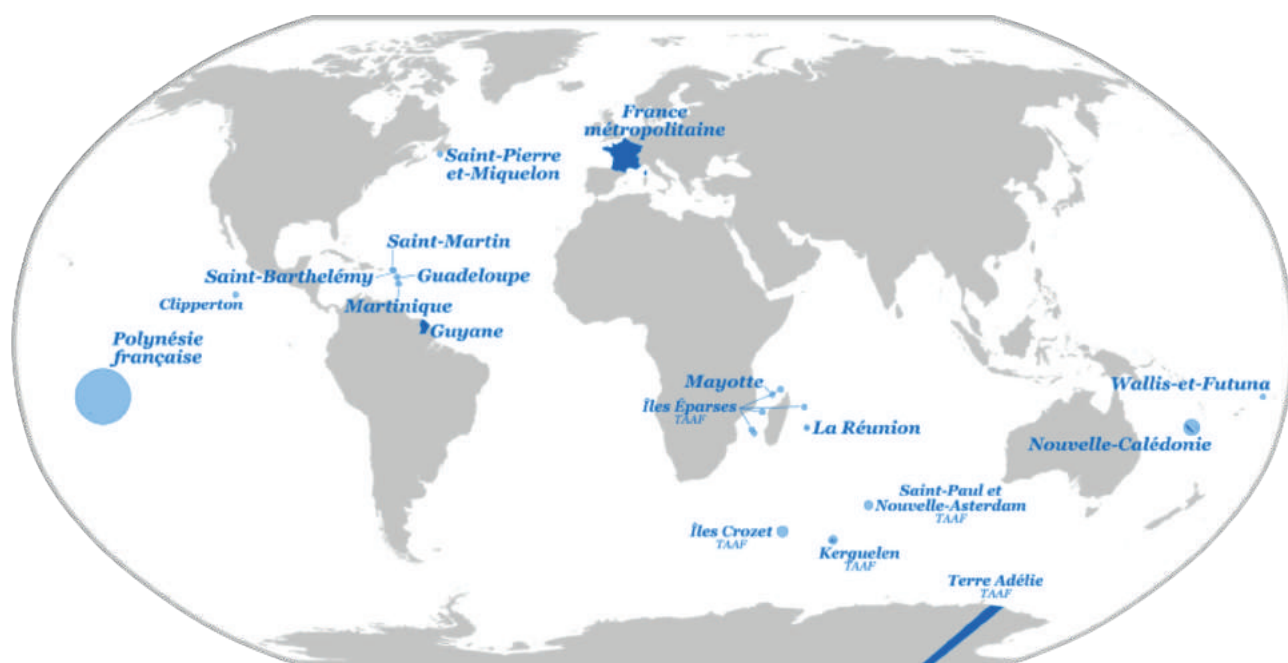 France
métropolitaine
Saint-Pierre
et-Miquelon
Saint-Martin
Saint-Barthelémy
Guadeloupe
Clipperton
Martinique
Guyane
Polynésie
française
Mayotte
Îles Éparses
TAAF
La Réunion
Wallis-et-Futuna
Nouvelle-Calédonie
Saint-Paul et
Nouvelle-Asterdam
TAAF
Îles Crozet
TAAF
Kerguelen
TAAF
Terre Adélie
TAAF